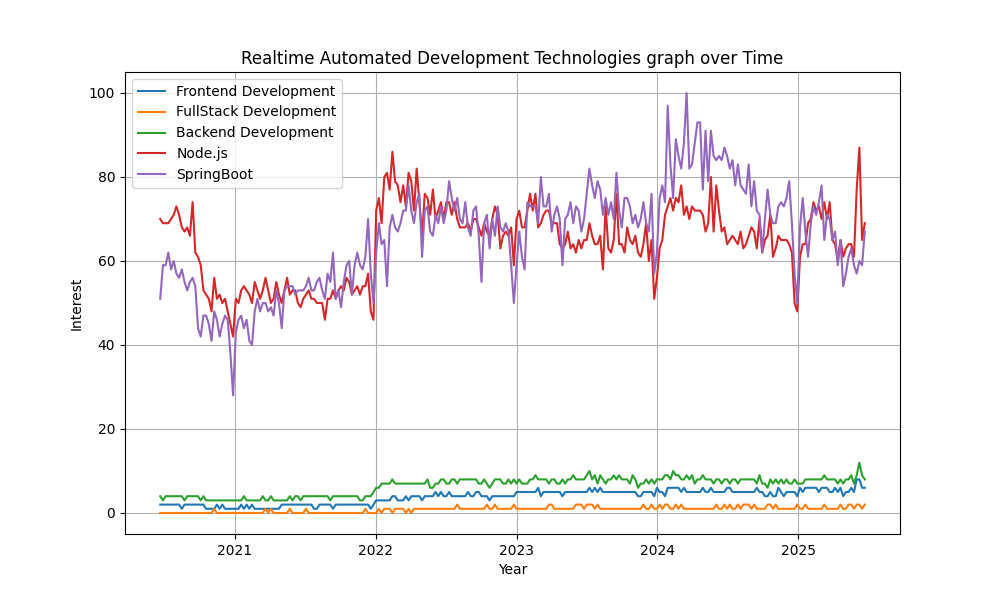 Realtime Automated Development Technologies graph over Time
Frontend Development
FullStack Development
Backend Development
Node.js
SpringBoot
100
80
60
40
20
0
Interest
2021
2022
2023
2024
2025
Year